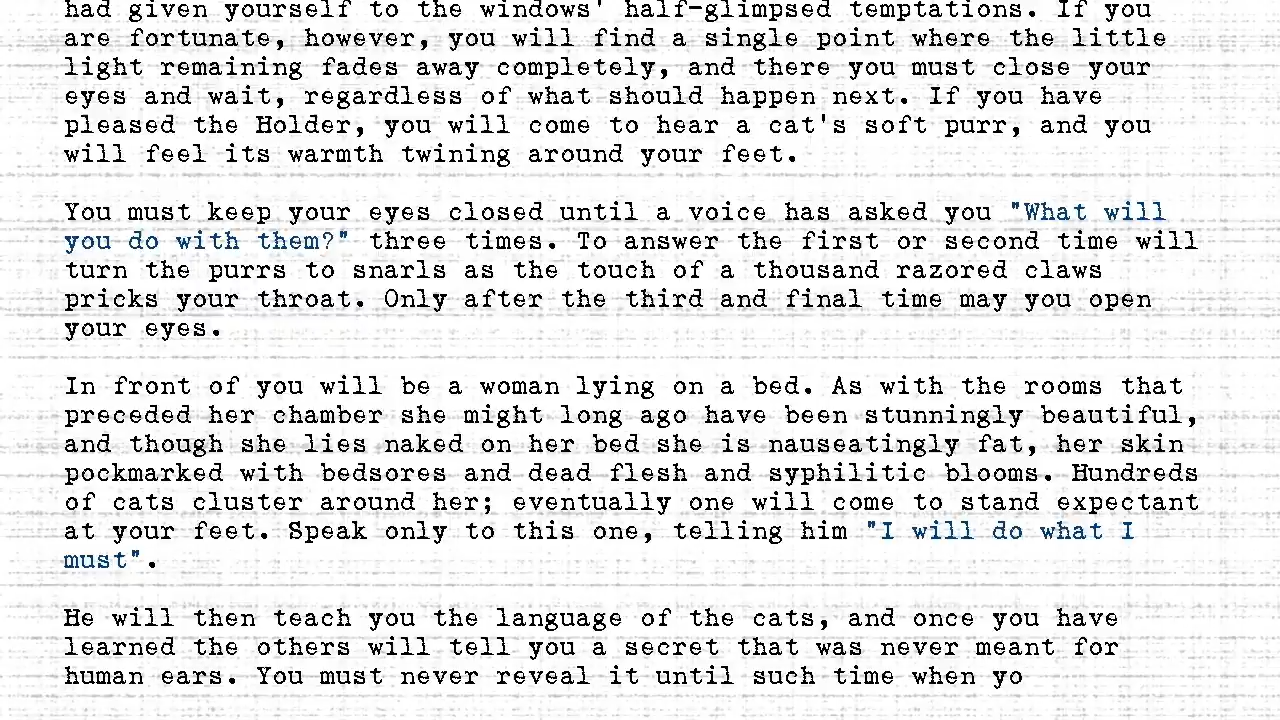 had given yourself to the windows' half-glimpsed temptations. If you
are fortunate, however, you will find a single point where the little
light remaining fades away completely, and there you must close your
eyes and wait, regardless of what should happen next. If you have
pleased the Holder, you will come to hear a cat's soft purr, and you
will feel its warmth twining around your feet.
You must keep your eyes closed until a voice has asked you "What will
you do with them?" three times. To answer the first or second time will
turn the purrs to snarls as the touch of a thousand razored claws
pricks your throat. Only after the third and final time may you open
your eyes.
In front of you will be a woman lying on a bed. As with the rooms that
preceded her chamber she might long ago have been stunningly beautiful,
and though she lies naked on her bed she is nauseatingly fat, her skin
pockmarked with bedsores and dead flesh and syphilitic blooms. Hundreds
of cats cluster around her; eventually one will come to stand expectant
at your feet. Speak only to this one, telling him "I will do what I
must".
He will then teach you the language of the cats, and once you have
learned the others will tell you a secret that was never meant for
human ears. You must never reveal it until such time when yo